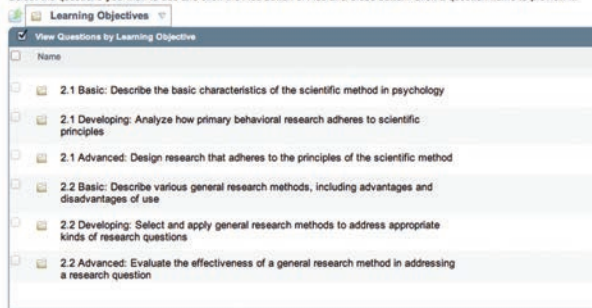 Learning Objectives
View Questions by Learning Objective
Name
2.1 Basic: Describe the basic characteristics of the scientific method in psychology
2.1 Developing: Analyze how primary behavioral research adheres to scientific
principles
2.1 Advanced: Design research that adheres to the principles of the scientific method
2.2 Basic: Describe various general research methods, including advantages and
disadvantages of use
2.2 Developing: Select and apply general research methods to address appropriate
kinds of research questions
2.2 Advanced: Evaluate the effectiveness of a general research method in addressing
a research question